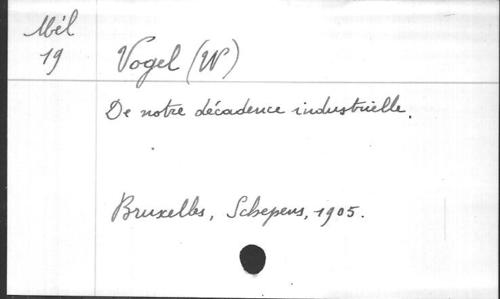 Mél
19
Vogel (W)
De notre décadence industrielle.
Bruxelles, Schepens, 1905.